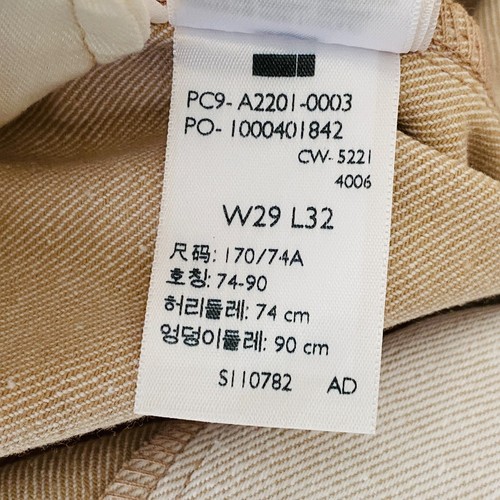 PC9- A2201-0003
PO- 1000401842
CW- 5221
4006
W29 L32
尺码: 170/74A
호칭: 74-90
허리둘레: 74 cm
엉덩이둘레: 90 cm
S110782 AD